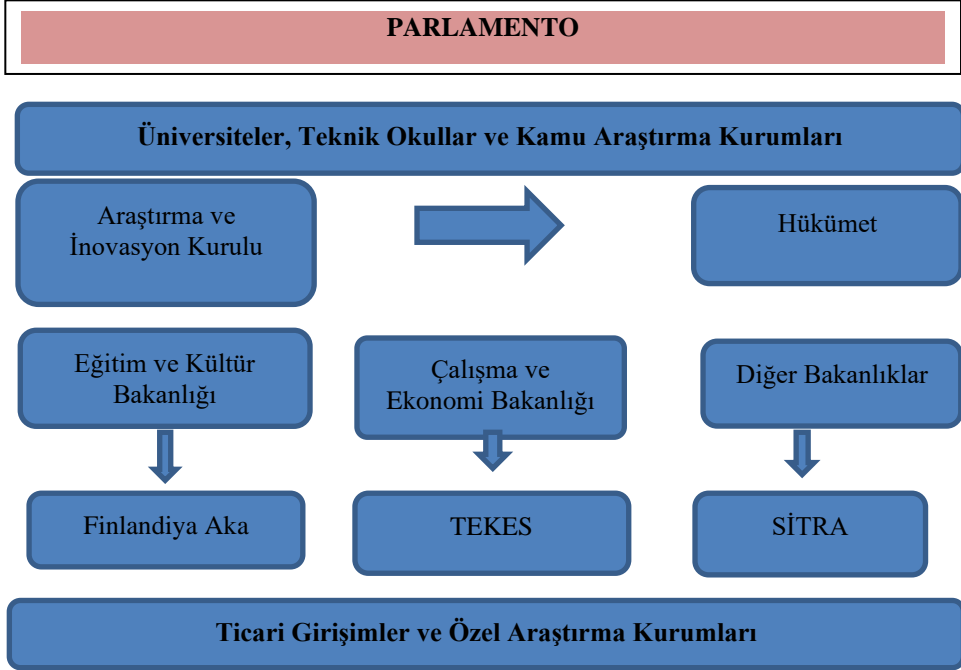 PARLAMENTO
Üniversiteler, Teknik Okullar ve Kamu Araştırma Kurumları
Araştırma ve
İnovasyon Kurulu
Hükümet
Eğitim ve Kültür
Bakanlığı
Çalışma ve
Ekonomi Bakanlığı
Diğer Bakanlıklar
Finlandiya Aka
TEKES
SİTRA
Ticari Girişimler ve Özel Araştırma Kurumları